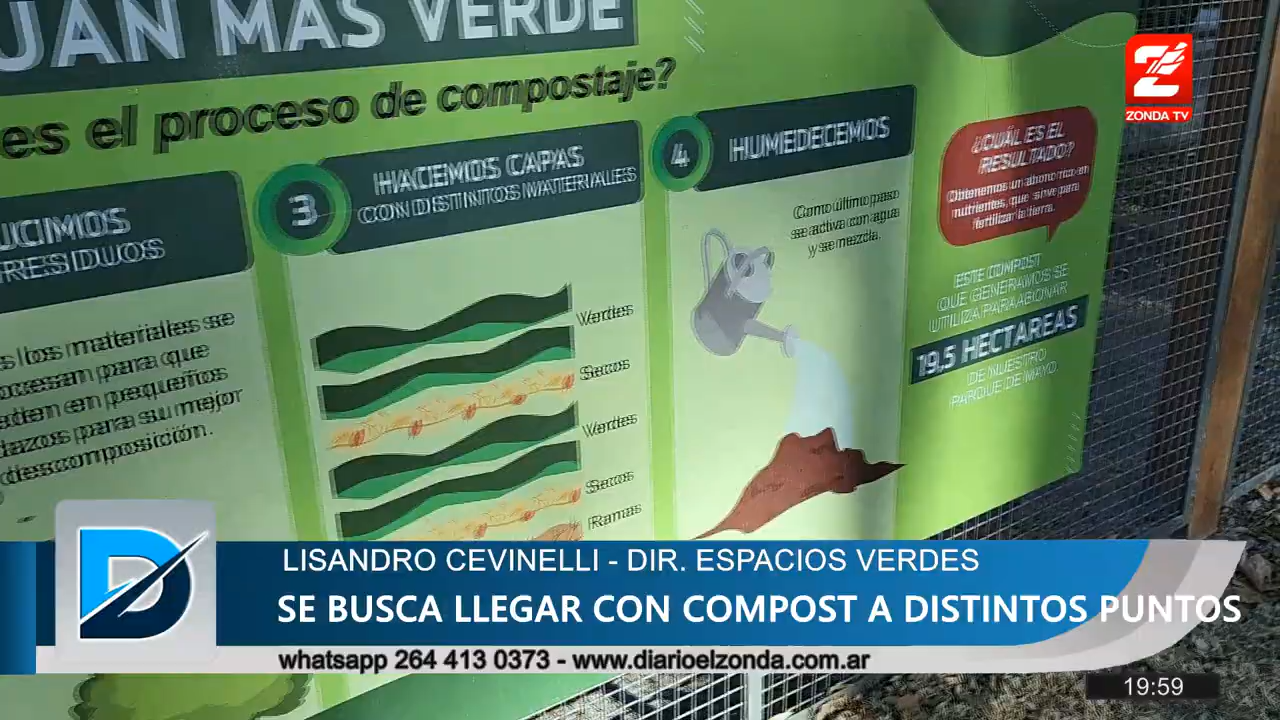 UAN MÁS VERDE
es el proceso de compostaje?
UCIMOS
RESIDUOS
s los materiales se
ocesan para que
eden en pequeños
dazos para su mejor
descomposición.
3
HACEMOS CAPAS
CON DISTINTOS MATERIALES
Verdes
Secos
Verdes
Secos
Ramas
4
HUMEDECEMOS
Como último paso
se activa con agua
y se mezcla.
¿CUÁL ES EL
RESULTADO?
Obtenemos un abono rico en
nutrientes, que sirve para
fertilizar la tierra.
ESTE COMPOST
QUE GENERAMOS SE
UTILIZA PARA ABONAR
19,5 HECTÁREAS
DE NUESTRO
PARQUE DE MAYO.
ZONDA TV
LISANDRO CEVINELLI - DIR. ESPACIOS VERDES
SE BUSCA LLEGAR CON COMPOST A DISTINTOS PUNTOS
whatsapp 264 413 0373 - www.diarioelzonda.com.ar
19:59